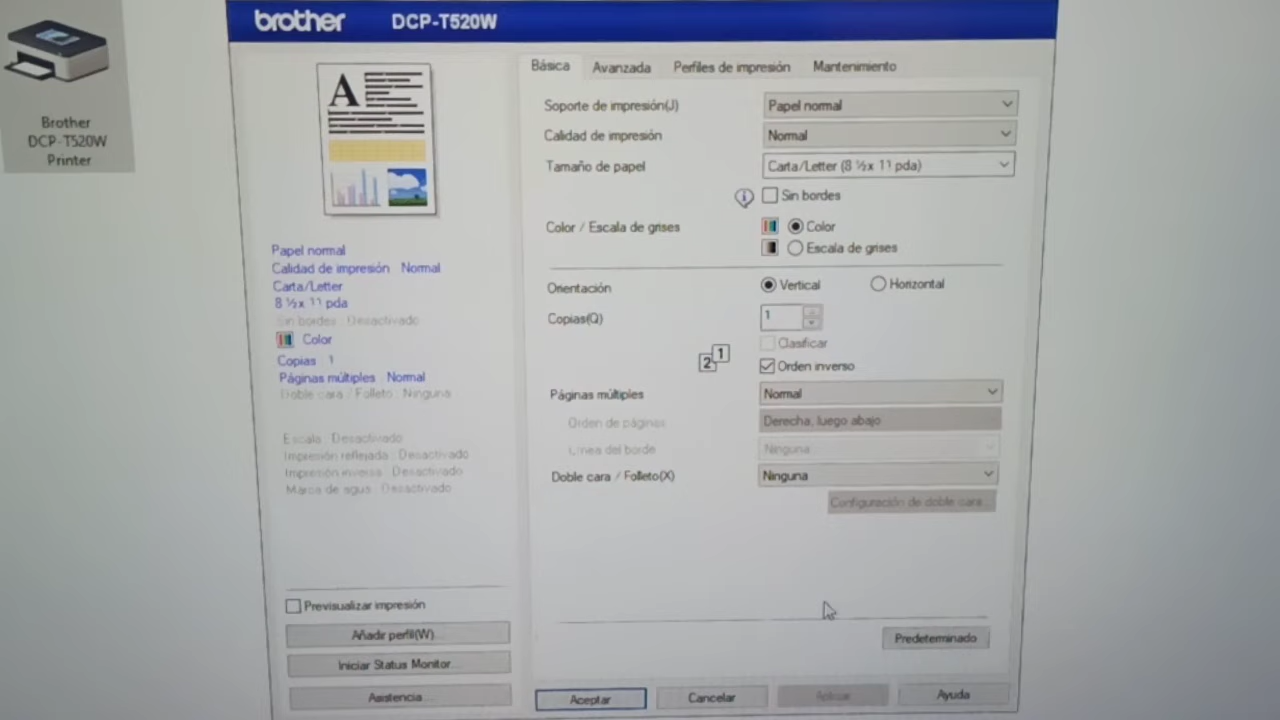 brother DCP-T520W
Brother
DCP-T520W
Printer
A
Papel normal
Calidad de impresión Normal
Carta/Letter
8 ½x 11 pda
Sin bordes : Desactivado
Color
Copias : 1
Páginas múltiples Normal
Doble cara / Folleto : Ninguna
Escala : Desactivado
Impresión reflejada : Desactivado
Impresión inversa : Desactivado
Marca de agua : Desactivado
Previsualizar impresión
Añadir perfil(W)...
Iniciar Status Monitor...
Asistencia...
Básica Avanzada Perfiles de impresión Mantenimiento
Soporte de impresión(J) Papel normal
Calidad de impresión Normal
Tamaño de papel Carta/Letter (8 ½x 11 pda)
Sin bordes
Color / Escala de grises Color
Escala de grises
Orientación Vertical Horizontal
Copias(Q) 1
Clasificar
2 1 Orden inverso
Páginas múltiples Normal
Orden de páginas Derecha, luego abajo
Línea del borde Ninguna
Doble cara / Folleto(X) Ninguna
Configuración de doble cara...
Predeterminado
Aceptar Cancelar Aplicar Ayuda